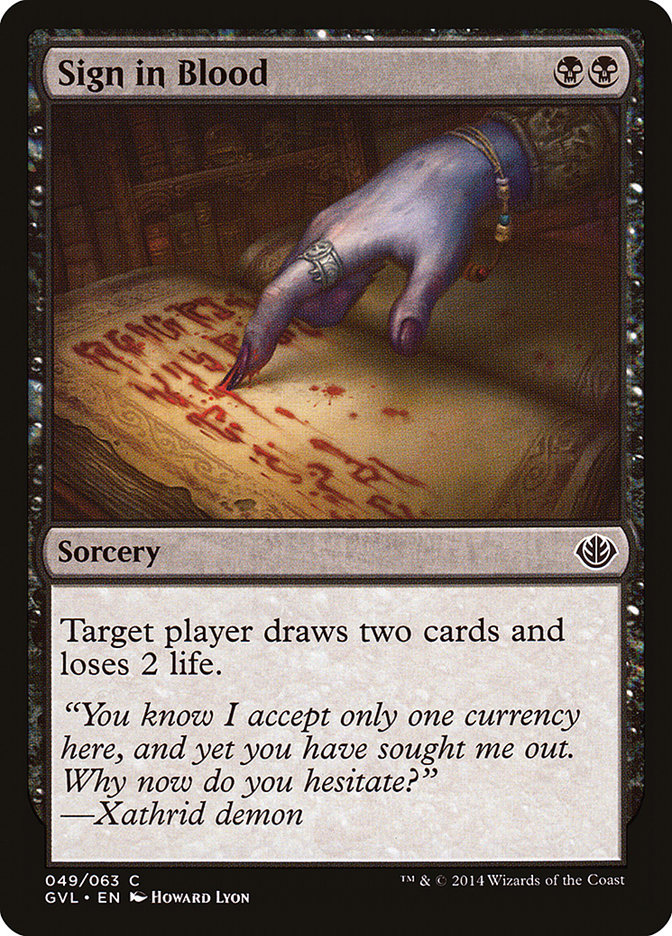 Sign in Blood
Sorcery
Target player draws two cards and
loses 2 life.
“You know I accept only one currency
here, and yet you have sought me out.
Why now do you hesitate?”
—Xathrid demon
049/063 C
GVL • EN Howard Lyon
™ & © 2014 Wizards of the Coast